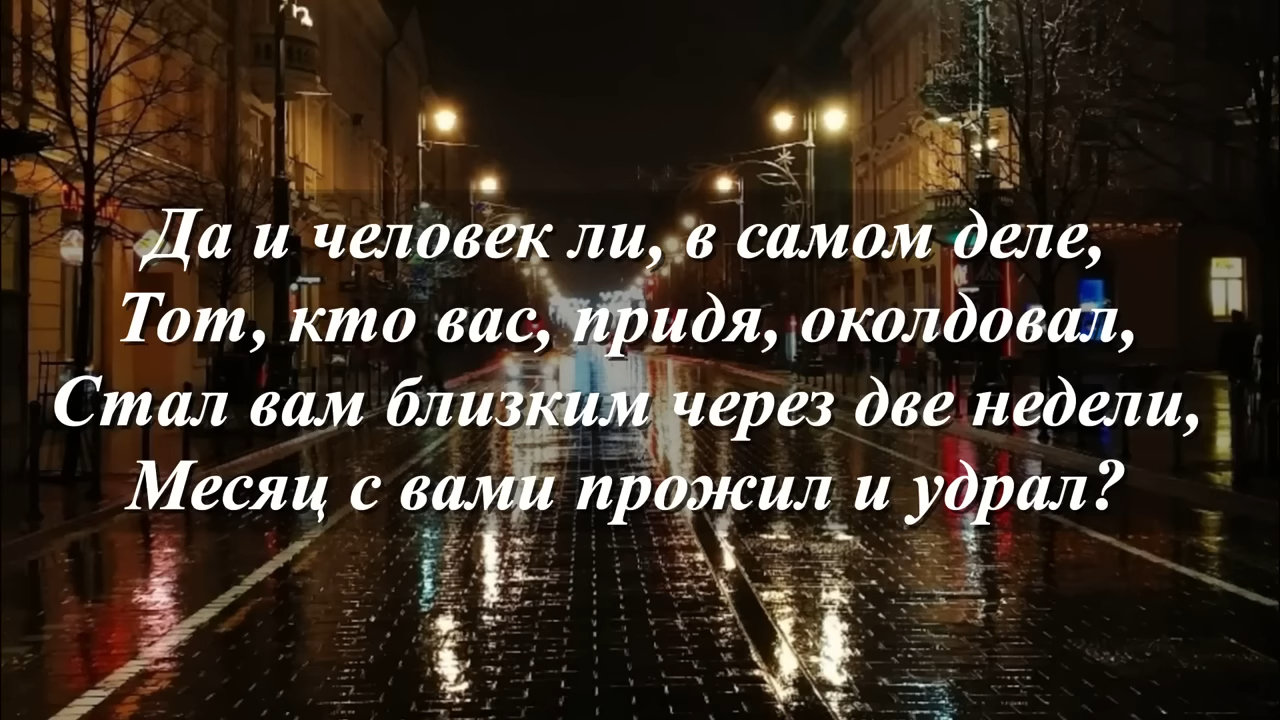 Да и человек ли, в самом деле,
Тот, кто вас, придя, околдовал,
Стал вам близким через две недели,
Месяц с вами прожил и удрал?